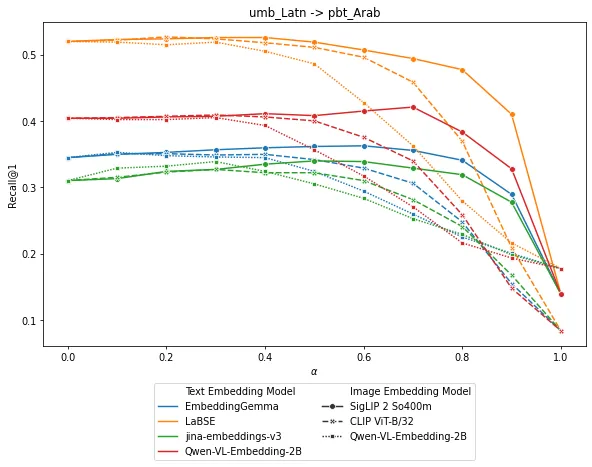 umb_Latn -> pbt_Arab
Recall@1
0.5
0.4
0.3
0.2
0.1
0.0 0.2 0.4 0.6 0.8 1.0
α
Text Embedding Model
EmbeddingGemma
LaBSE
jina-embeddings-v3
Qwen-VL-Embedding-2B
Image Embedding Model
SigLIP 2 So400m
CLIP ViT-B/32
Qwen-VL-Embedding-2B